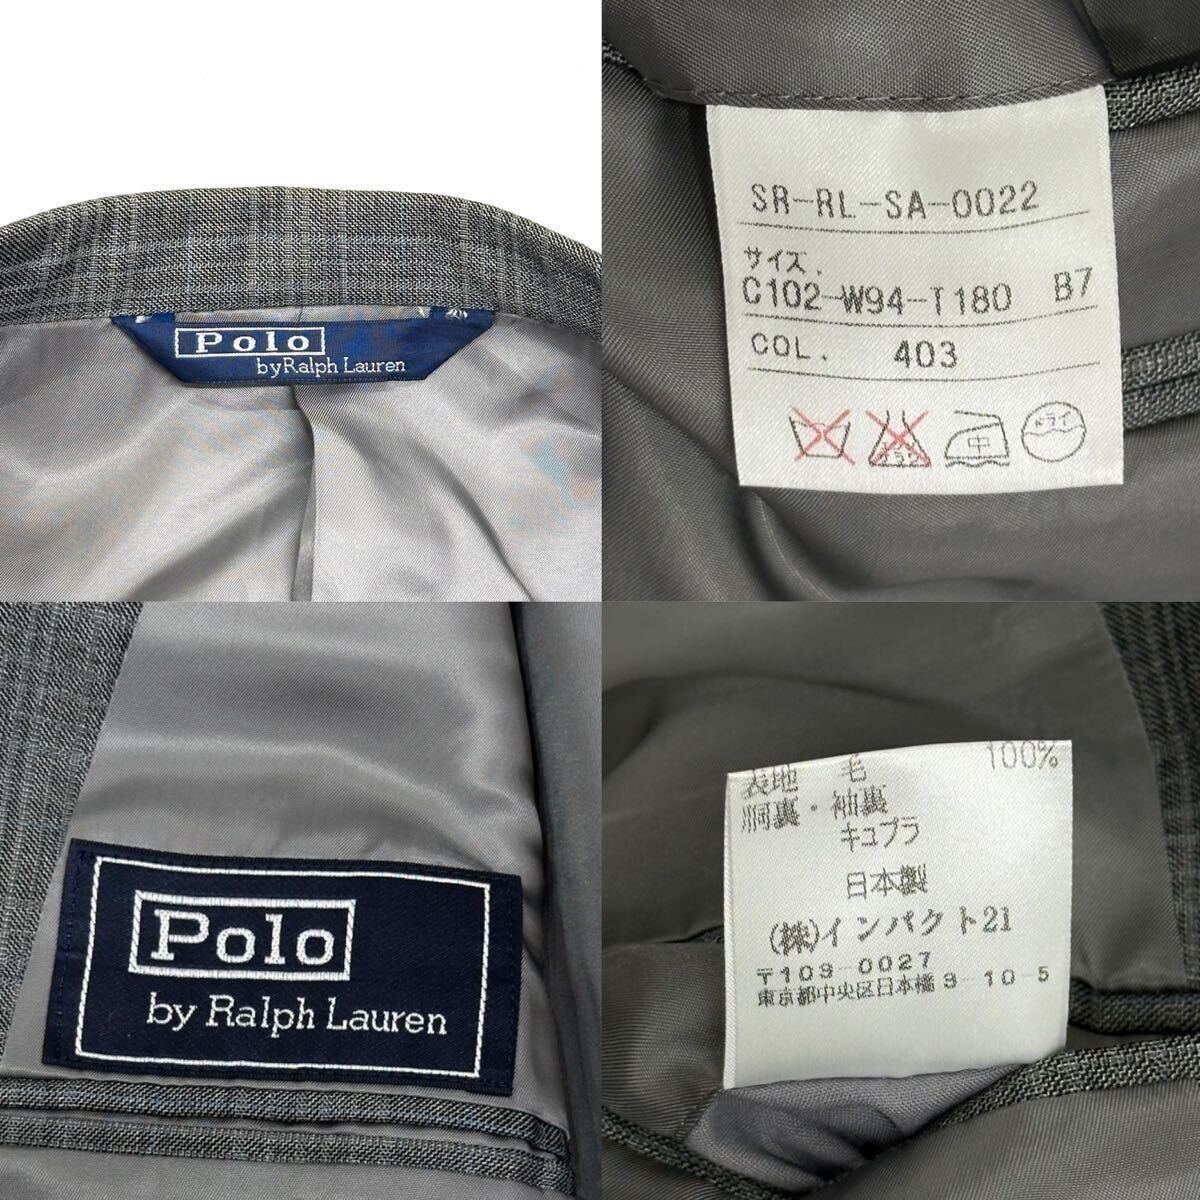 Polo
by Ralph Lauren
SR-RL-SA-0022
サイズ.
C102-W94-T180 B7
COL. 403
中
ドライ
Polo
by Ralph Lauren
表地 毛 100%
胴裏・袖裏
キュプラ
日本製
(株)インパクト21
〒103-0027
東京都中央区日本橋3-10-5